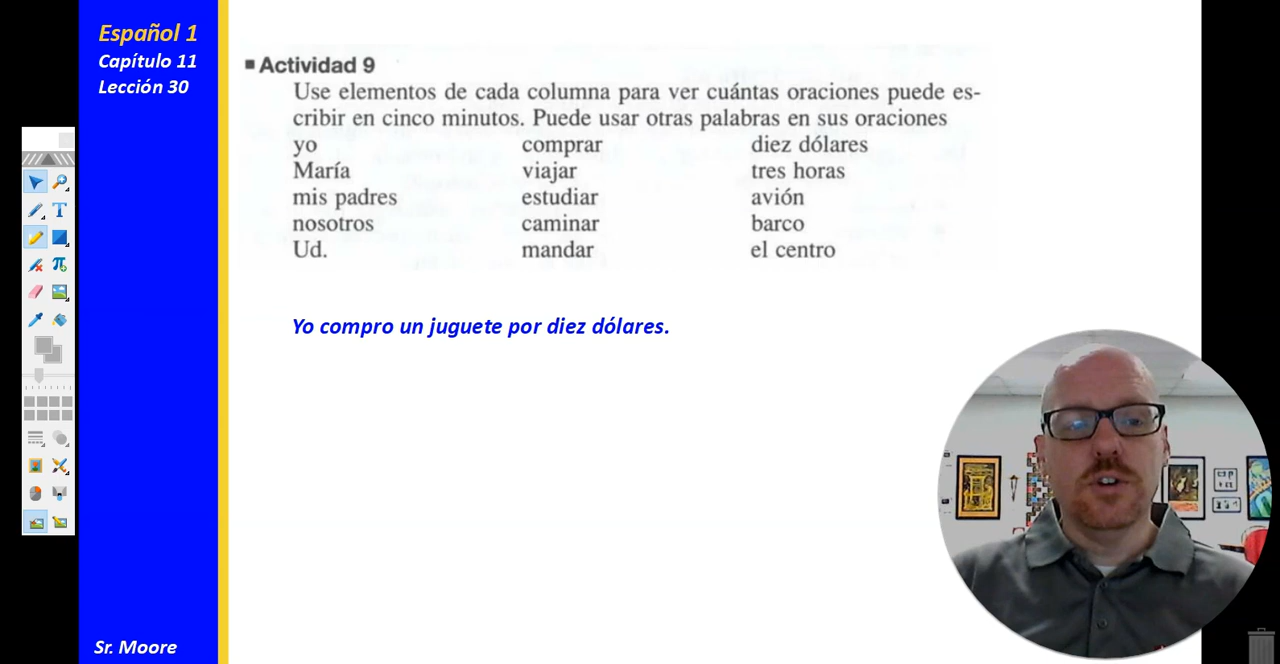 Español 1
Capítulo 11
Lección 30
■ Actividad 9
Use elementos de cada columna para ver cuántas oraciones puede es-
cribir en cinco minutos. Puede usar otras palabras en sus oraciones
yo comprar diez dólares
María viajar tres horas
mis padres estudiar avión
nosotros caminar barco
Ud. mandar el centro
Yo compro un juguete por diez dólares.
Sr. Moore